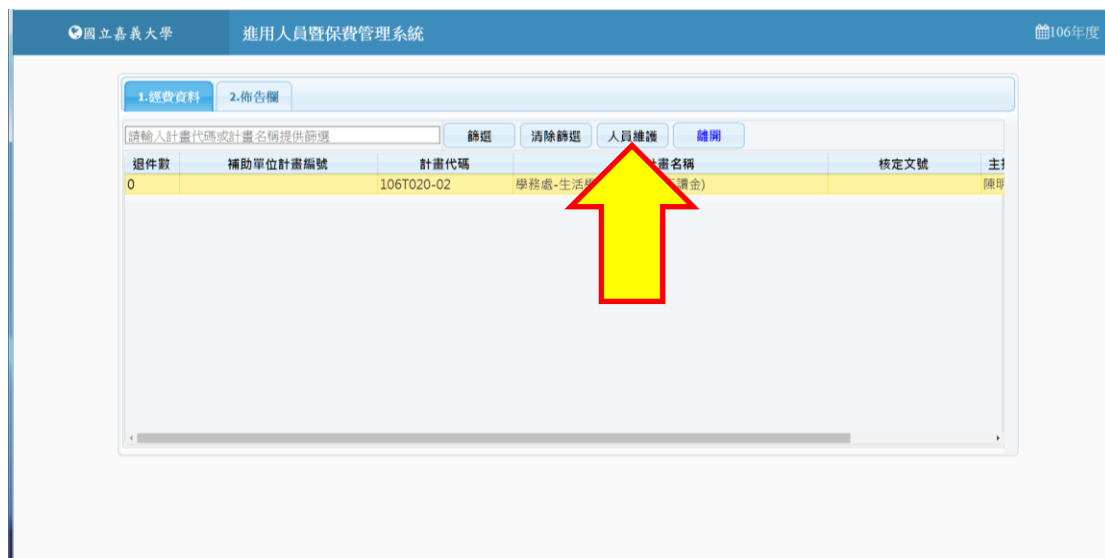 國立嘉義大學 進用人員暨保費管理系統 106年度
1.經費資料 2.佈告欄
請輸入計畫代碼或計畫名稱提供篩選 篩選 清除篩選 人員維護 離開
退件數 補助單位計畫編號 計畫代碼 畫名稱 核定文號
0 106T020-02 學務處-生活 讀金)